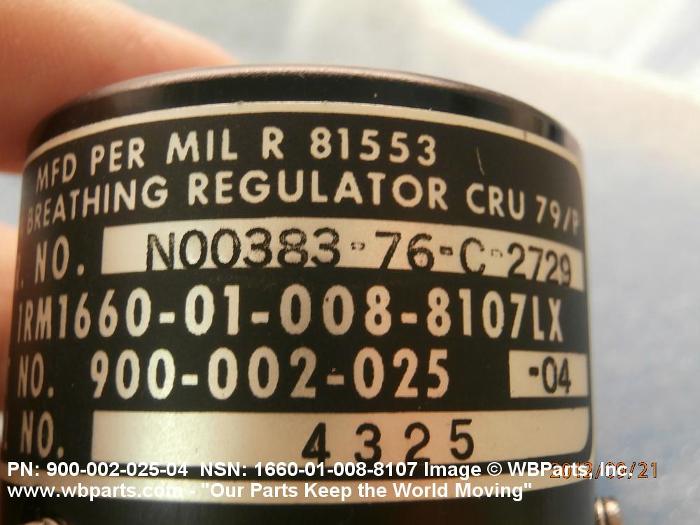 MFD PER MIL R 81553
BREATHING REGULATOR CRU 79/P
. NO. N00383-76-C-2729
1RM1660-01-008-8107LX
NO. 900-002-025 -04
NO. 4325
PN: 900-002-025-04 NSN: 1660-01-008-8107 Image © WBParts, Inc.
www.wbparts.com - "Our Parts Keep the World Moving"